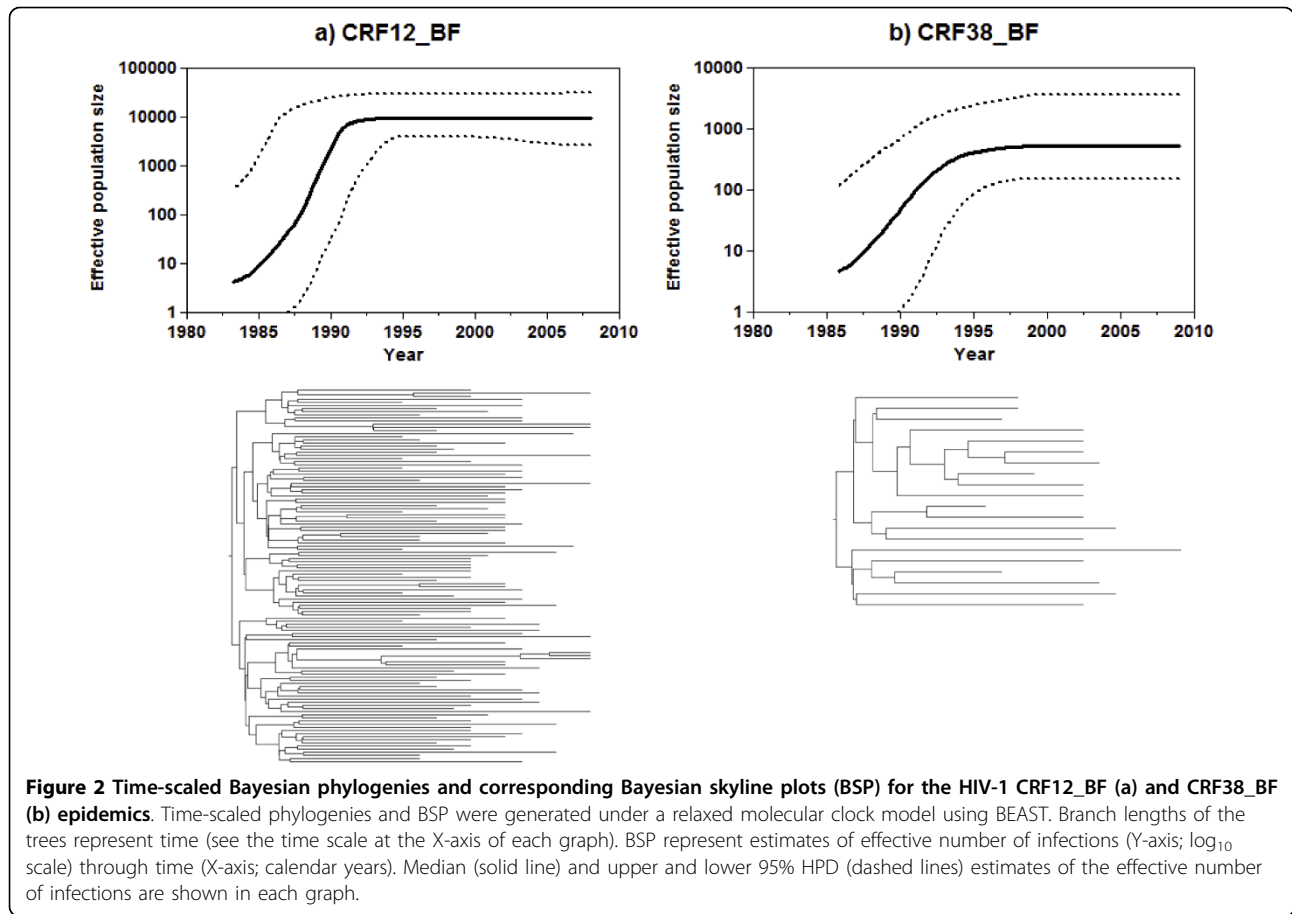 a) CRF12_BF
b) CRF38_BF
Effective population size
100000
10000
1000
100
10
1
1980 1985 1990 1995 2000 2005 2010
Year
Effective population size
10000
1000
100
10
1
1980 1985 1990 1995 2000 2005 2010
Year
Figure 2 Time-scaled Bayesian phylogenies and corresponding Bayesian skyline plots (BSP) for the HIV-1 CRF12_BF (a) and CRF38_BF
(b) epidemics. Time-scaled phylogenies and BSP were generated under a relaxed molecular clock model using BEAST. Branch lengths of the
trees represent time (see the time scale at the X-axis of each graph). BSP represent estimates of effective number of infections (Y-axis; log10
scale) through time (X-axis; calendar years). Median (solid line) and upper and lower 95% HPD (dashed lines) estimates of the effective number
of infections are shown in each graph.